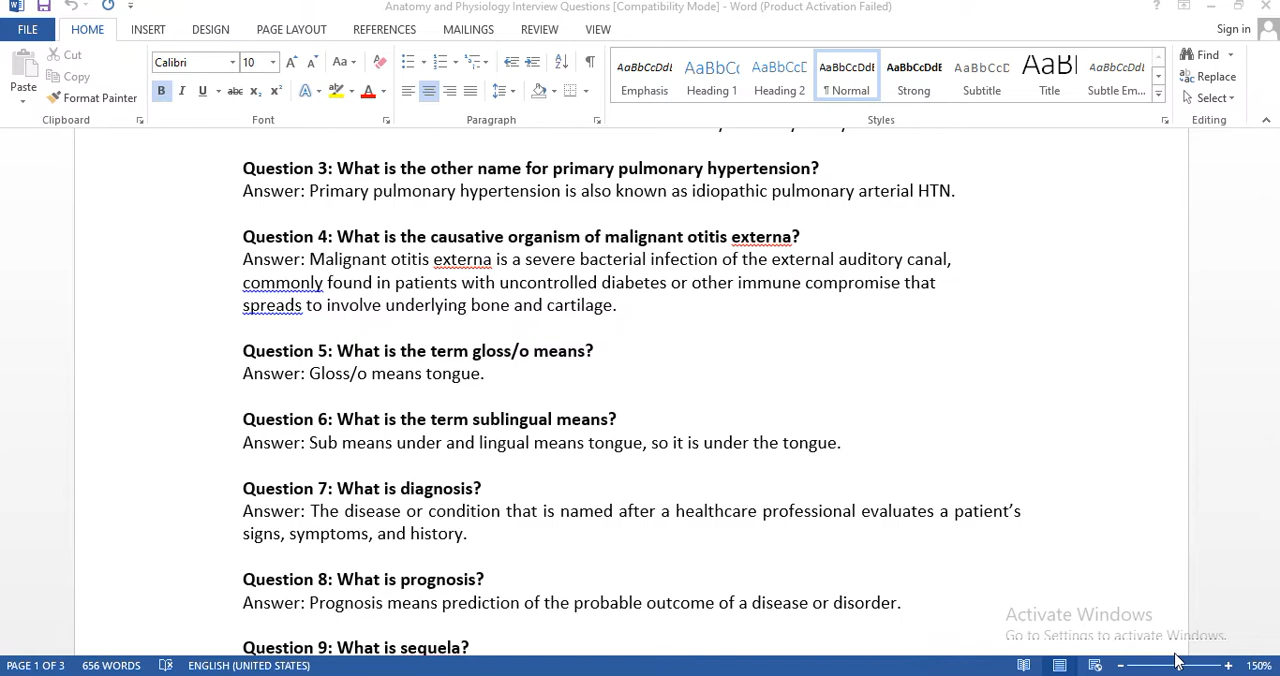 Anatomy and Physiology Interview Questions [Compatibility Mode] - Word (Product Activation Failed)
FILE HOME INSERT DESIGN PAGE LAYOUT REFERENCES MAILINGS REVIEW VIEW Sign in
Paste
Cut
Copy
Format Painter
Clipboard
Calibri 10
Font
Paragraph
AaBbCcDdI AaBbCc AaBbCcD AaBbCcDdE AaBbCcDdE AaBbCcD AaBI AaBbCcDdI
Emphasis Heading 1 Heading 2 ¶ Normal Strong Subtitle Title Subtle Em...
Styles
Find
Replace
Select
Editing
Question 3: What is the other name for primary pulmonary hypertension?
Answer: Primary pulmonary hypertension is also known as idiopathic pulmonary arterial HTN.
Question 4: What is the causative organism of malignant otitis externa?
Answer: Malignant otitis externa is a severe bacterial infection of the external auditory canal,
commonly found in patients with uncontrolled diabetes or other immune compromise that
spreads to involve underlying bone and cartilage.
Question 5: What is the term gloss/o means?
Answer: Gloss/o means tongue.
Question 6: What is the term sublingual means?
Answer: Sub means under and lingual means tongue, so it is under the tongue.
Question 7: What is diagnosis?
Answer: The disease or condition that is named after a healthcare professional evaluates a patient's
signs, symptoms, and history.
Question 8: What is prognosis?
Answer: Prognosis means prediction of the probable outcome of a disease or disorder.
Question 9: What is sequela?
Activate Windows
Go to Settings to activate Windows.
PAGE 1 OF 3 656 WORDS ENGLISH (UNITED STATES) 150%